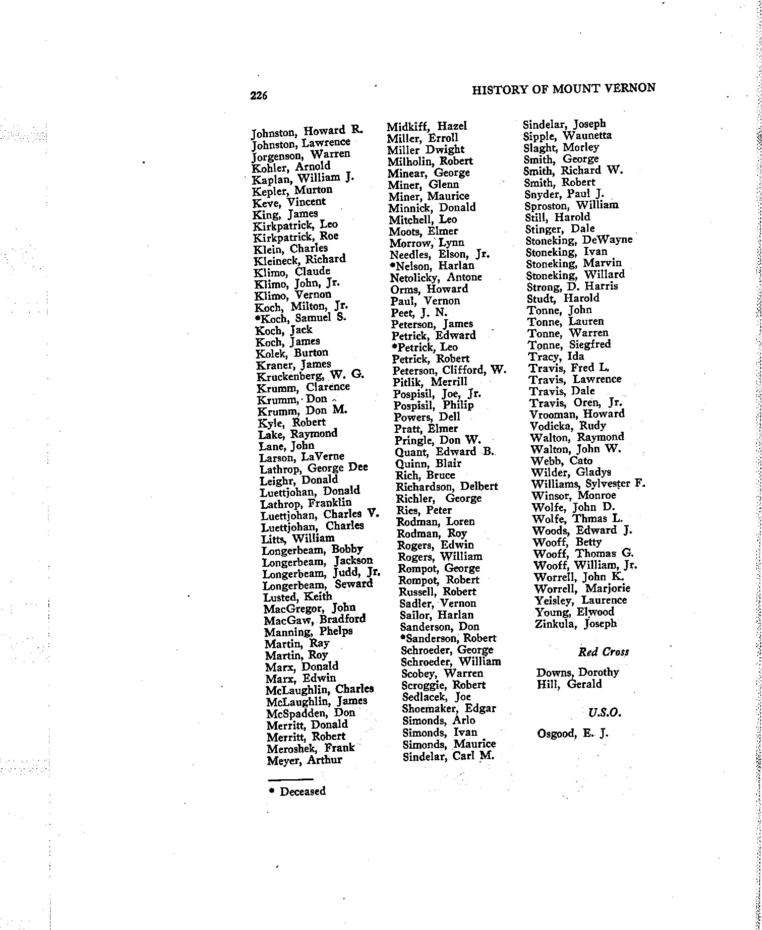 226
HISTORY OF MOUNT VERNON
Johnston, Howard R.
Johnston, Lawrence
Jorgenson, Warren
Kohler, Arnold
Kaplan, William J.
Kepler, Murton
Keve, Vincent
King, James
Kirkpatrick, Leo
Kirkpatrick, Roe
Klein, Charles
Kleineck, Richard
Klimo, Claude
Klimo, John, Jr.
Klimo, Vernon
Koch, Milton, Jr.
*Koch, Samuel S.
Koch, Jack
Koch, James
Kolek, Burton
Kraner, James
Kruckenberg, W. G.
Krumm, Clarence
Krumm, Don
Krumm, Don M.
Kyle, Robert
Lake, Raymond
Lane, John
Larson, LaVerne
Lathrop, George Dee
Leighr, Donald
Luettjohan, Donald
Lathrop, Franklin
Luettjohan, Charles V.
Luettjohan, Charles
Litts, William
Longerbeam, Bobby
Longerbeam, Jackson
Longerbeam, Judd, Jr.
Longerbeam, Seward
Lusted, Keith
MacGregor, John
MacGaw, Bradford
Manning, Phelps
Martin, Ray
Martin, Roy
Marx, Donald
Marx, Edwin
McLaughlin, Charles
McLaughlin, James
McSpadden, Don
Merritt, Donald
Merritt, Robert
Meroshek, Frank
Meyer, Arthur
Midkiff, Hazel
Miller, Erroll
Miller Dwight
Milholin, Robert
Minear, George
Miner, Glenn
Miner, Maurice
Minnick, Donald
Mitchell, Leo
Moots, Elmer
Morrow, Lynn
Needles, Elson, Jr.
*Nelson, Harlan
Netolicky, Antone
Orms, Howard
Paul, Vernon
Peet, J. N.
Peterson, James
Petrick, Edward
*Petrick, Leo
Petrick, Robert
Peterson, Clifford, W.
Pitlik, Merrill
Pospisil, Joe, Jr.
Pospisil, Philip
Powers, Dell
Pratt, Elmer
Pringle, Don W.
Quant, Edward B.
Quinn, Blair
Rich, Bruce
Richardson, Delbert
Richler, George
Ries, Peter
Rodman, Loren
Rodman, Roy
Rogers, Edwin
Rogers, William
Rompot, George
Rompot, Robert
Russell, Robert
Sadler, Vernon
Sailor, Harlan
Sanderson, Don
*Sanderson, Robert
Schroeder, George
Schroeder, William
Scobey, Warren
Scroggie, Robert
Sedlacek, Joe
Shoemaker, Edgar
Simonds, Arlo
Simonds, Ivan
Simonds, Maurice
Sindelar, Carl M.
Sindelar, Joseph
Sipple, Waunetta
Slaght, Morley
Smith, George
Smith, Richard W.
Smith, Robert
Snyder, Paul J.
Sproston, William
Still, Harold
Stinger, Dale
Stoneking, DeWayne
Stoneking, Ivan
Stoneking, Marvin
Stoneking, Willard
Strong, D. Harris
Studt, Harold
Tonne, John
Tonne, Lauren
Tonne, Warren
Tonne, Siegfred
Tracy, Ida
Travis, Fred L.
Travis, Lawrence
Travis, Dale
Travis, Oren, Jr.
Vrooman, Howard
Vodicka, Rudy
Walton, Raymond
Walton, John W.
Webb, Cato
Wilder, Gladys
Williams, Sylvester F.
Winsor, Monroe
Wolfe, John D.
Wolfe, Thmas L.
Woods, Edward J.
Wooff, Betty
Wooff, Thomas G.
Wooff, William, Jr.
Worrell, John K.
Worrell, Marjorie
Yeisley, Laurence
Young, Elwood
Zinkula, Joseph
Red Cross
Downs, Dorothy
Hill, Gerald
U.S.O.
Osgood, E. J.
* Deceased